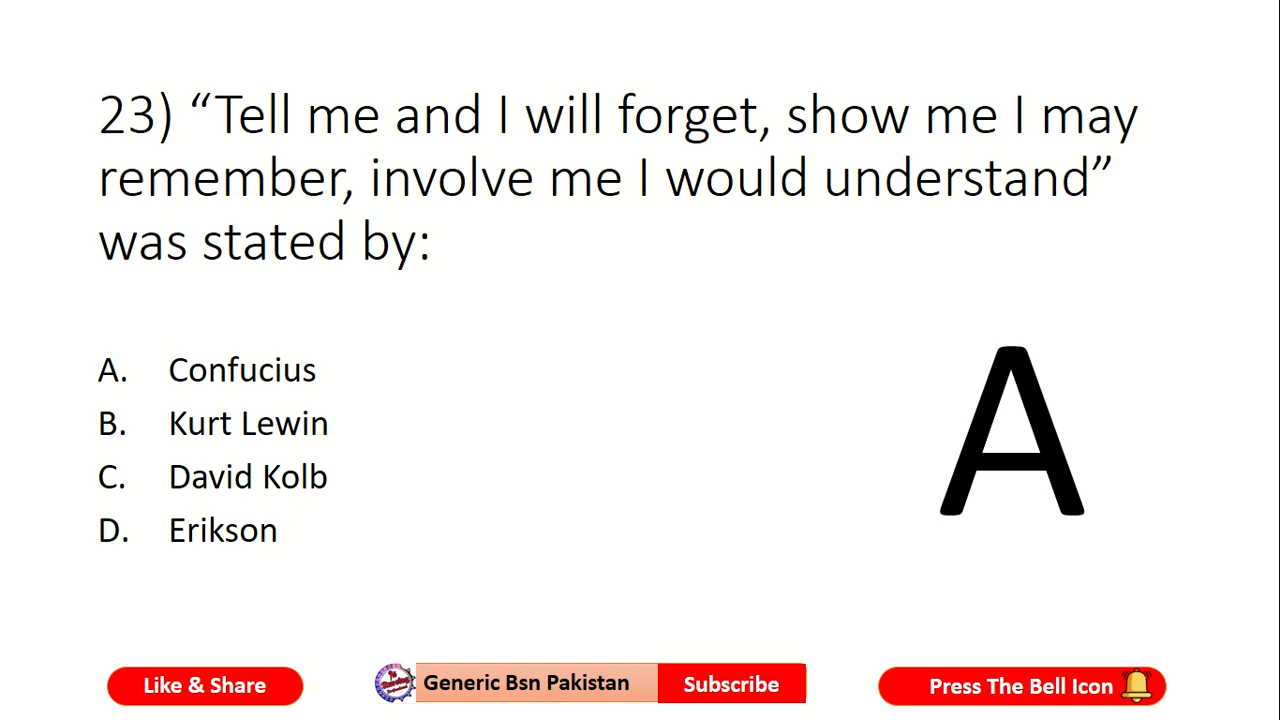 23) “Tell me and I will forget, show me I may
remember, involve me I would understand”
was stated by:
A. Confucius
B. Kurt Lewin
C. David Kolb
D. Erikson
A
Like & Share
Generic Bsn Pakistan
Subscribe
Press The Bell Icon